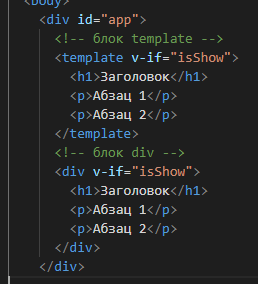 <body>
<div id="app">
<!-- блок template -->
<template v-if="isShow">
<h1>Заголовок</h1>
<p>Абзац 1</p>
<p>Абзац 2</p>
</template>
<!-- блок div -->
<div v-if="isShow">
<h1>Заголовок</h1>
<p>Абзац 1</p>
<p>Абзац 2</p>
</div>
</div>